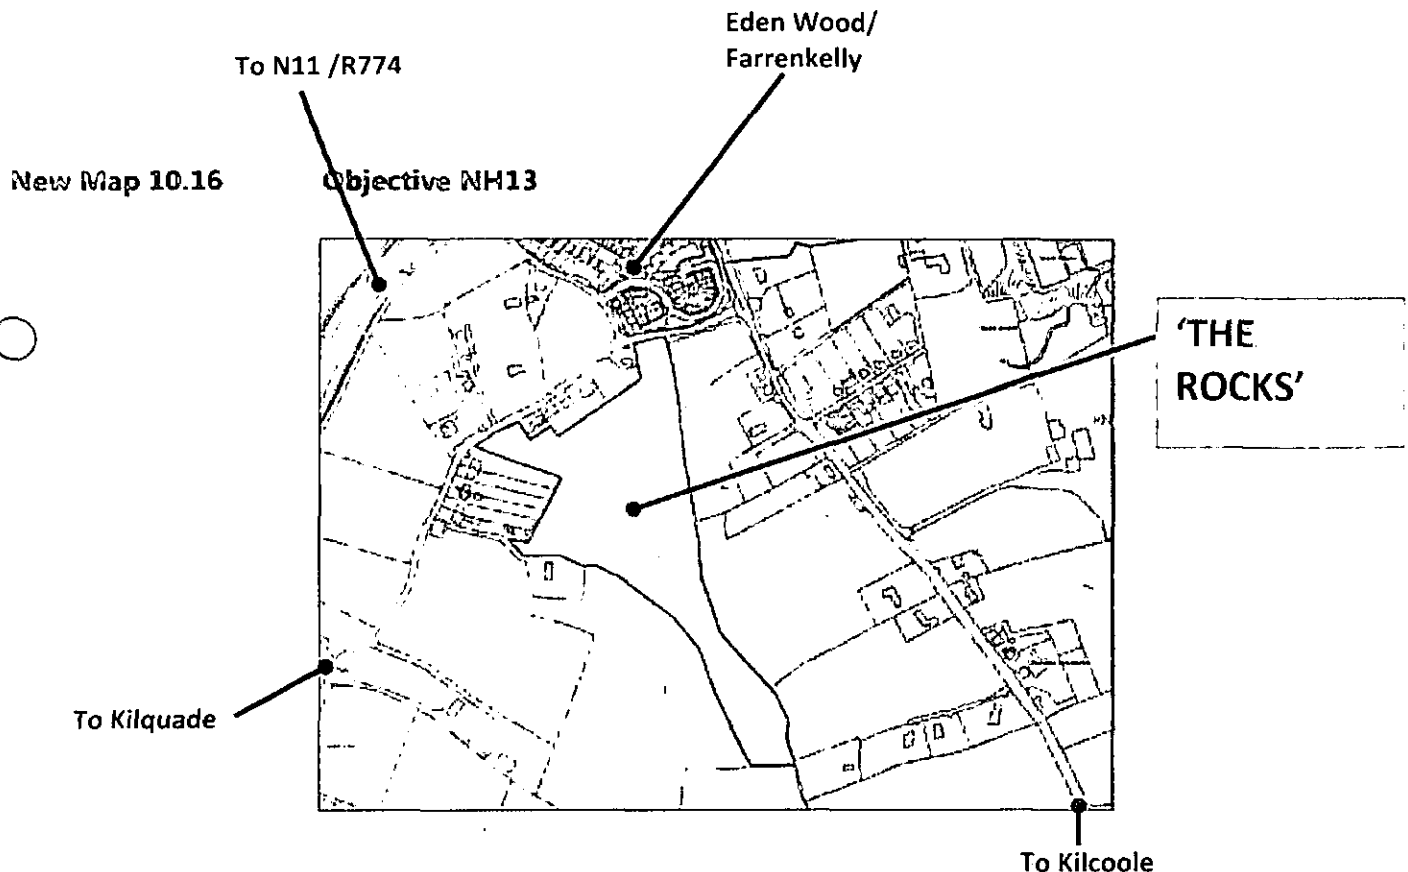 Eden Wood/
Farrenkelly
To N11 /R774
New Map 10.16 Objective NH13
'THE
ROCKS'
To Kilquade
To Kilcoole